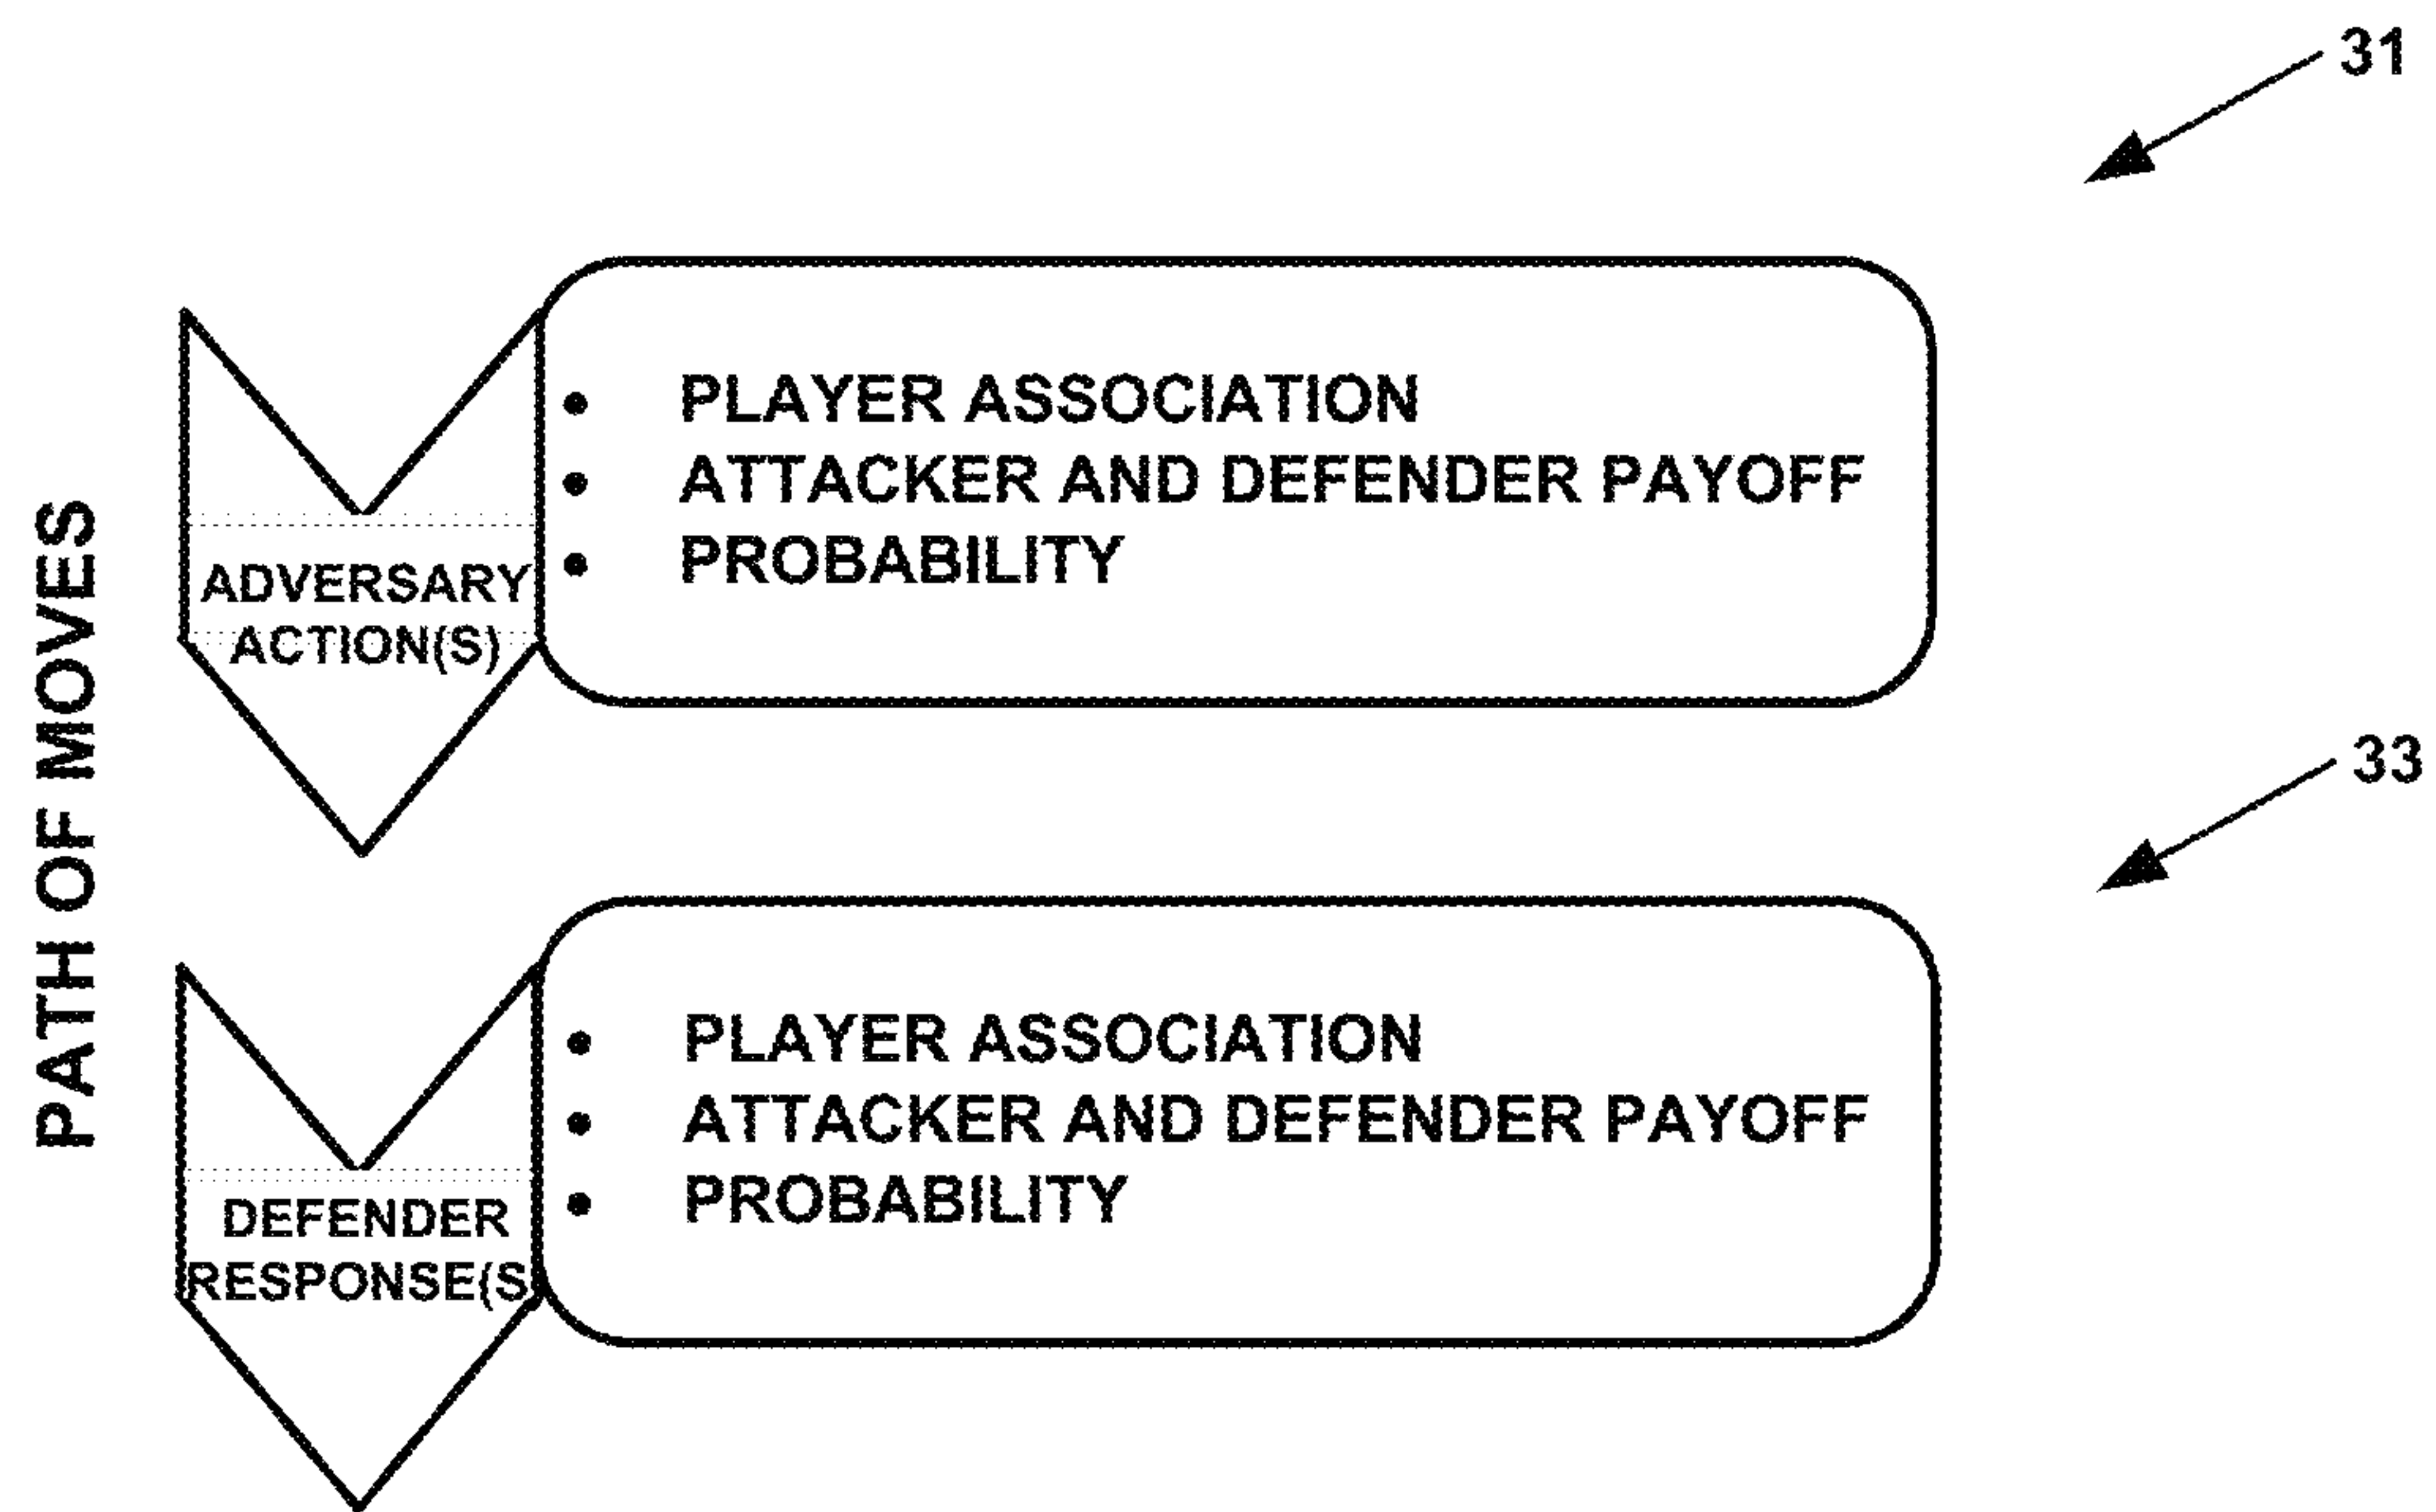 31
PATH OF MOVES
ADVERSARY
ACTION(S)
• PLAYER ASSOCIATION
• ATTACKER AND DEFENDER PAYOFF
• PROBABILITY
33
DEFENDER
RESPONSE(S)
• PLAYER ASSOCIATION
• ATTACKER AND DEFENDER PAYOFF
• PROBABILITY